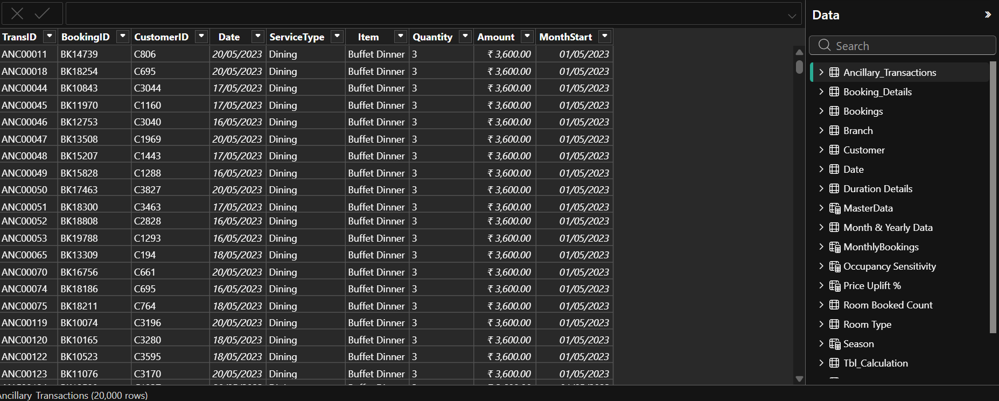 Data
Search
TransID BookingID CustomerID Date ServiceType Item Quantity Amount MonthStart
ANC00011 BK14739 C806 20/05/2023 Dining Buffet Dinner 3 ₹ 3,600.00 01/05/2023
ANC00018 BK18254 C695 20/05/2023 Dining Buffet Dinner 3 ₹ 3,600.00 01/05/2023
ANC00044 BK10843 C3044 17/05/2023 Dining Buffet Dinner 3 ₹ 3,600.00 01/05/2023
ANC00045 BK11970 C1160 17/05/2023 Dining Buffet Dinner 3 ₹ 3,600.00 01/05/2023
ANC00046 BK12753 C3040 16/05/2023 Dining Buffet Dinner 3 ₹ 3,600.00 01/05/2023
ANC00047 BK13508 C1969 20/05/2023 Dining Buffet Dinner 3 ₹ 3,600.00 01/05/2023
ANC00048 BK15207 C1443 17/05/2023 Dining Buffet Dinner 3 ₹ 3,600.00 01/05/2023
ANC00049 BK15828 C1288 16/05/2023 Dining Buffet Dinner 3 ₹ 3,600.00 01/05/2023
ANC00050 BK17463 C3827 20/05/2023 Dining Buffet Dinner 3 ₹ 3,600.00 01/05/2023
ANC00051 BK18300 C3463 17/05/2023 Dining Buffet Dinner 3 ₹ 3,600.00 01/05/2023
ANC00052 BK18808 C2828 16/05/2023 Dining Buffet Dinner 3 ₹ 3,600.00 01/05/2023
ANC00053 BK19788 C1293 16/05/2023 Dining Buffet Dinner 3 ₹ 3,600.00 01/05/2023
ANC00065 BK13309 C194 18/05/2023 Dining Buffet Dinner 3 ₹ 3,600.00 01/05/2023
ANC00070 BK16756 C661 20/05/2023 Dining Buffet Dinner 3 ₹ 3,600.00 01/05/2023
ANC00074 BK18186 C695 16/05/2023 Dining Buffet Dinner 3 ₹ 3,600.00 01/05/2023
ANC00075 BK18211 C764 18/05/2023 Dining Buffet Dinner 3 ₹ 3,600.00 01/05/2023
ANC00119 BK10074 C3196 20/05/2023 Dining Buffet Dinner 3 ₹ 3,600.00 01/05/2023
ANC00120 BK10165 C3280 18/05/2023 Dining Buffet Dinner 3 ₹ 3,600.00 01/05/2023
ANC00122 BK10523 C3595 18/05/2023 Dining Buffet Dinner 3 ₹ 3,600.00 01/05/2023
ANC00123 BK11076 C3170 20/05/2023 Dining Buffet Dinner 3 ₹ 3,600.00 01/05/2023
Ancillary_Transactions
Booking_Details
Bookings
Branch
Customer
Date
Duration Details
MasterData
Month & Yearly Data
MonthlyBookings
Occupancy Sensitivity
Price Uplift %
Room Booked Count
Room Type
Season
Tbl_Calculation
Transactions (20,000 rows)